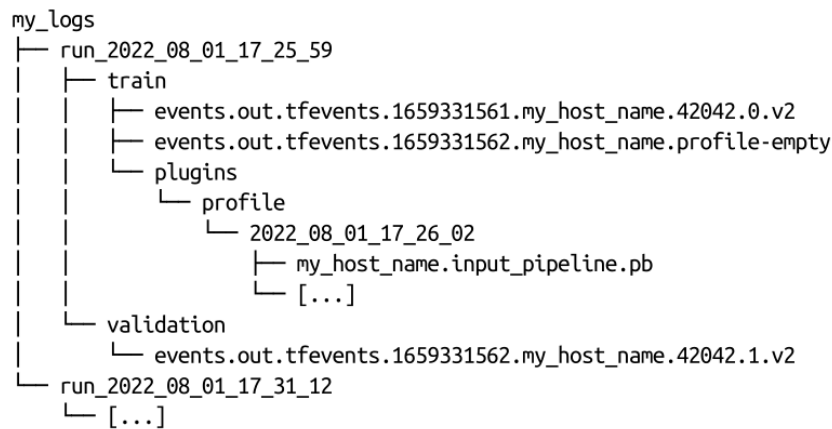 my_logs
├── run_2022_08_01_17_25_59
│   ├── train
│   │   ├── events.out.tfevents.1659331561.my_host_name.42042.0.v2
│   │   ├── events.out.tfevents.1659331562.my_host_name.profile-empty
│   │   └── plugins
│   │       └── profile
│   │           └── 2022_08_01_17_26_02
│   │               ├── my_host_name.input_pipeline.pb
│   │               └── [...]
│   └── validation
│       └── events.out.tfevents.1659331562.my_host_name.42042.1.v2
└── run_2022_08_01_17_31_12
    └── [...]